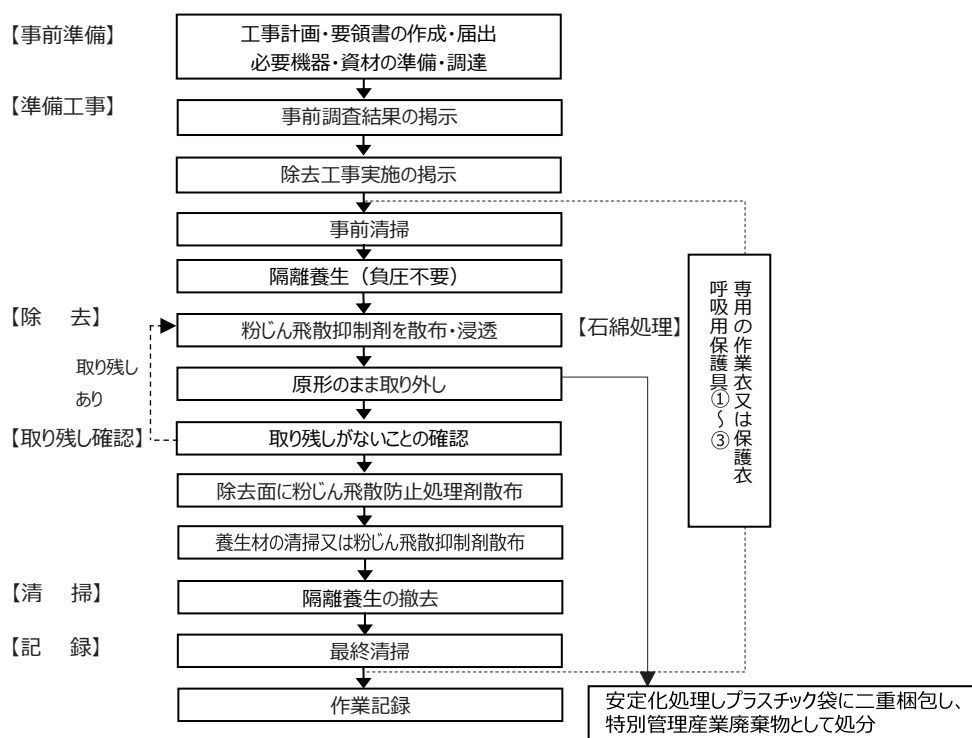 【事前準備】
工事計画・要領書の作成・届出
必要機器・資材の準備・調達
【準備工事】
事前調査結果の掲示
除去工事実施の掲示
事前清掃
隔離養生（負圧不要）
【除　去】
粉じん飛散抑制剤を散布・浸透
【石綿処理】
取り残し
あり
原形のまま取り外し
【取り残し確認】
取り残しがないことの確認
除去面に粉じん飛散防止処理剤散布
養生材の清掃又は粉じん飛散抑制剤散布
【清　掃】
隔離養生の撤去
【記　録】
最終清掃
作業記録
専用の作業衣又は保護衣
呼吸用保護具①～③
安定化処理しプラスチック袋に二重梱包し、
特別管理産業廃棄物として処分